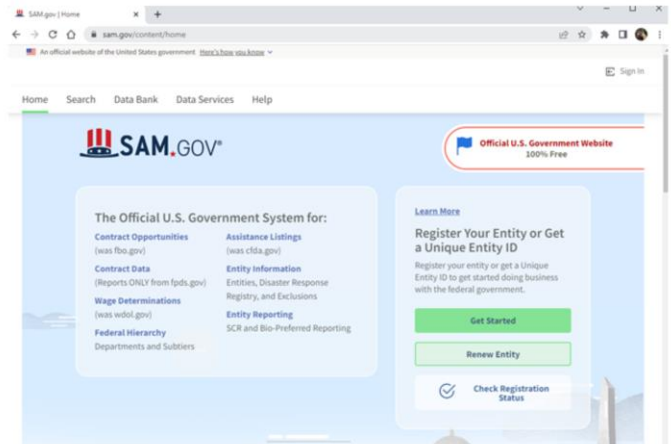 SAM.gov | Home
sam.gov/content/home
An official website of the United States government Here's how you know
Sign In
Home Search Data Bank Data Services Help
SAM.GOV®
Official U.S. Government Website
100% Free
The Official U.S. Government System for:
Contract Opportunities
(was fbo.gov)
Contract Data
(Reports ONLY from fpds.gov)
Wage Determinations
(was wdol.gov)
Federal Hierarchy
Departments and Subtiers
Assistance Listings
(was cfda.gov)
Entity Information
Entities, Disaster Response
Registry, and Exclusions
Entity Reporting
SCR and Bio-Preferred Reporting
Learn More
Register Your Entity or Get
a Unique Entity ID
Register your entity or get a Unique
Entity ID to get started doing business
with the federal government.
Get Started
Renew Entity
Check Registration
Status